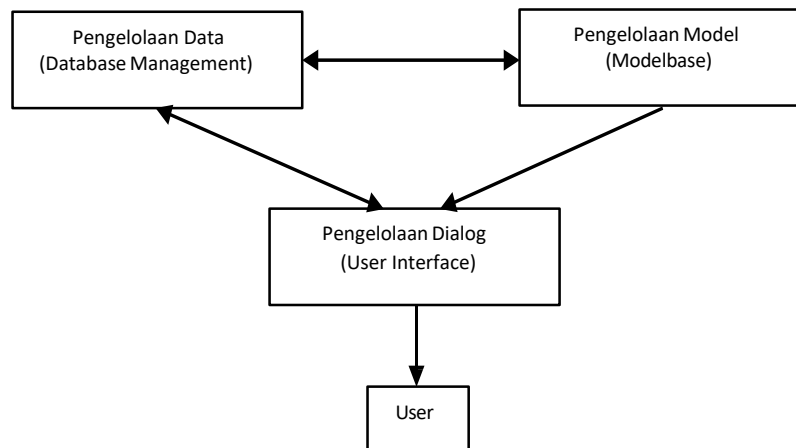 Pengelolaan Data
(Database Management)
Pengelolaan Model
(Modelbase)
Pengelolaan Dialog
(User Interface)
User